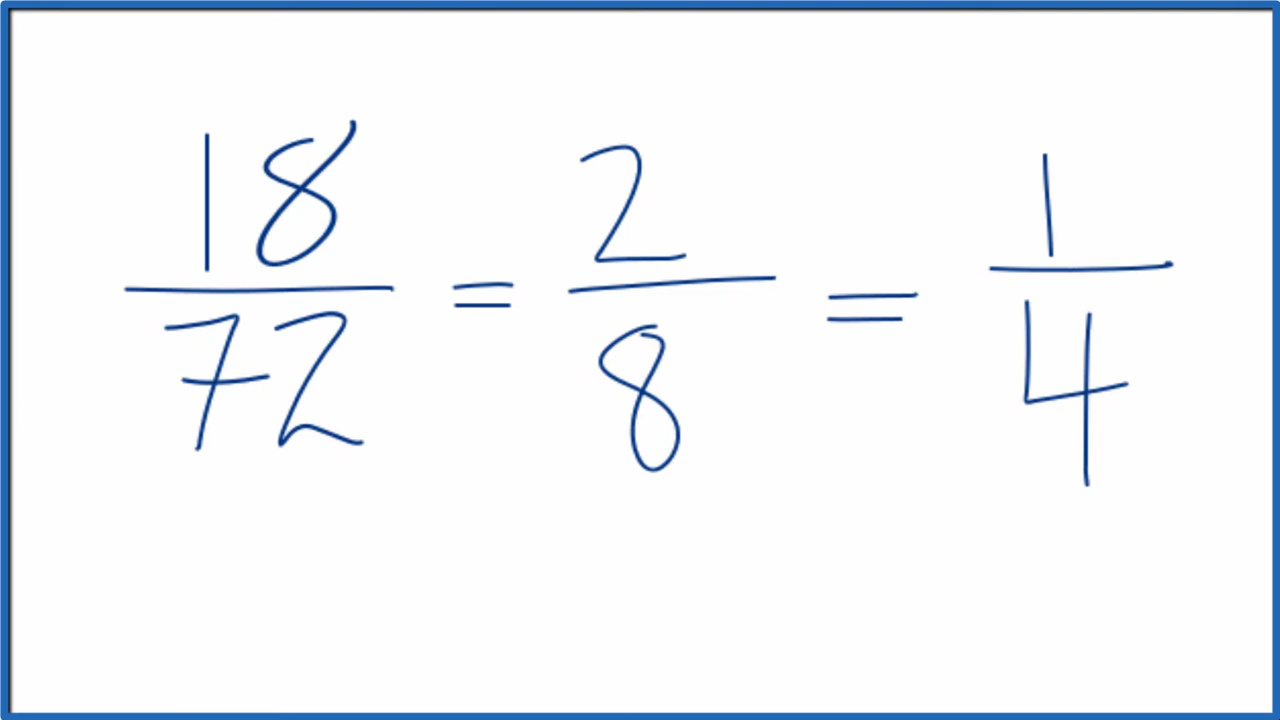 18/72 = 2/8 = 1/4